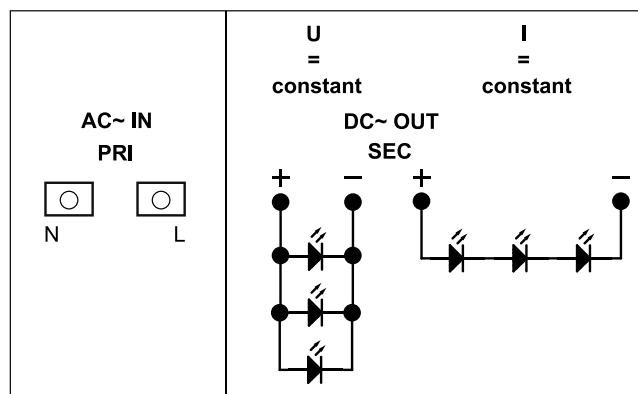 AC~ IN
PRI
N L
U
=
constant
I
=
constant
DC~ OUT
SEC
+ − + −